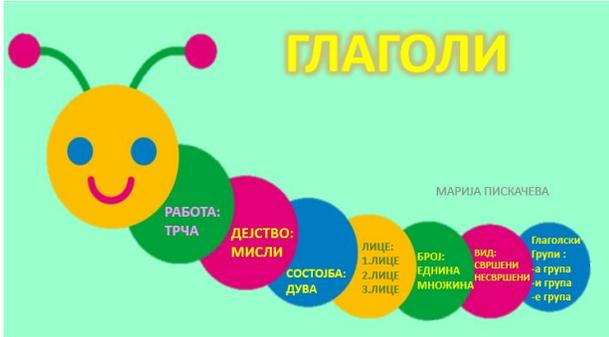 ГЛАГОЛИ
МАРИЈА ПИСКАЧЕВА
РАБОТА:
ТРЧА
ДЕЈСТВО:
МИСЛИ
СОСТОЈБА:
ДУВА
ЛИЦЕ:
1.ЛИЦЕ
2.ЛИЦЕ
3.ЛИЦЕ
БРОЈ:
ЕДНИНА
МНОЖИНА
ВИД:
СВРШЕНИ
НЕСВРШЕНИ
Глаголски
Групи :
-а група
-и група
-е група